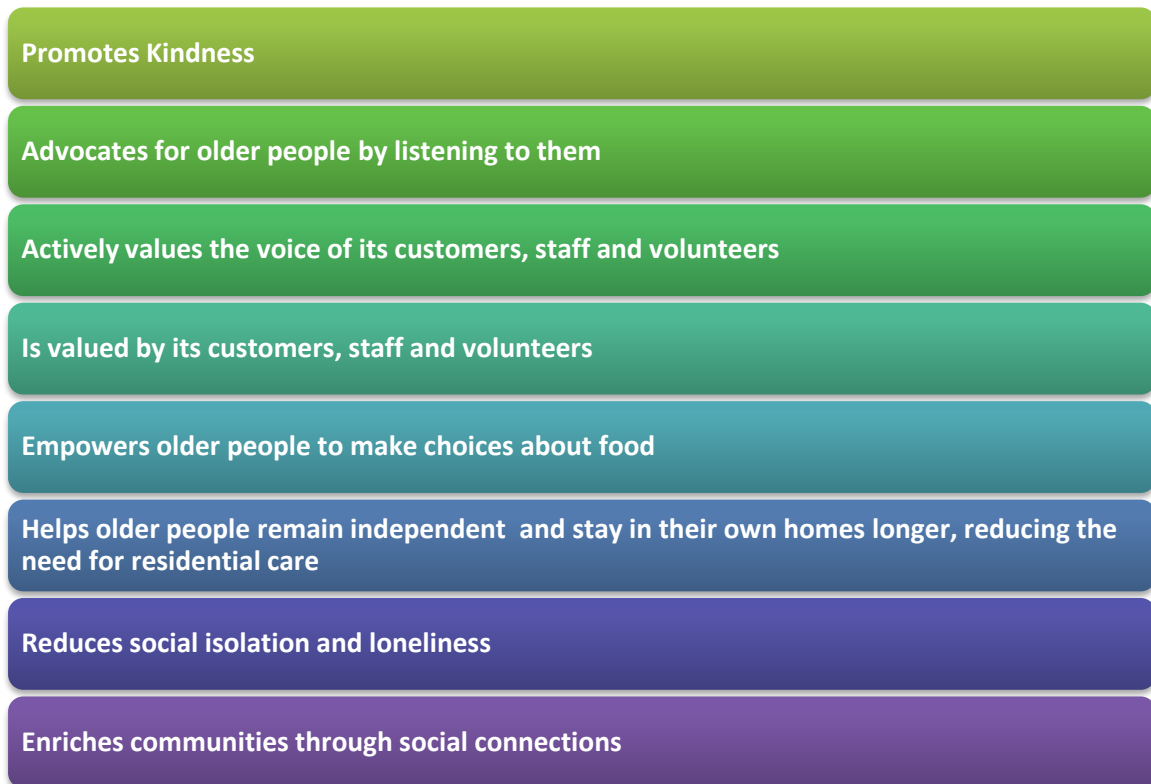 Promotes Kindness
Advocates for older people by listening to them
Actively values the voice of its customers, staff and volunteers
Is valued by its customers, staff and volunteers
Empowers older people to make choices about food
Helps older people remain independent  and stay in their own homes longer, reducing the
need for residential care
Reduces social isolation and loneliness
Enriches communities through social connections